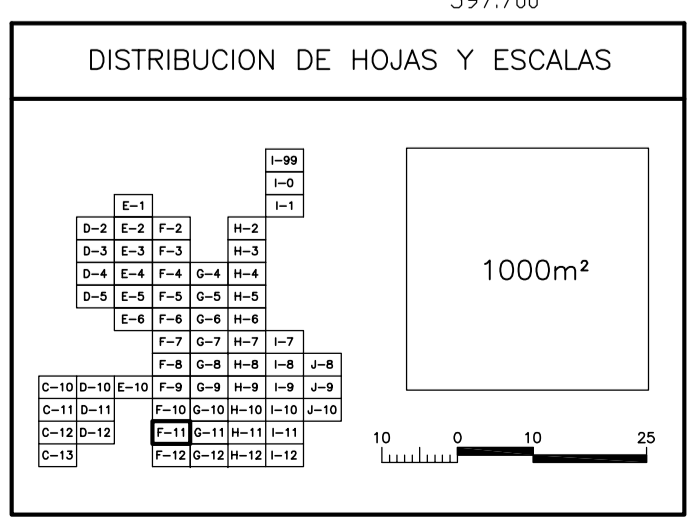 DISTRIBUCION DE HOJAS Y ESCALAS
I-99
I-0
E-1 I-1
D-2 E-2 F-2 H-2
D-3 E-3 F-3 H-3
D-4 E-4 F-4 G-4 H-4
D-5 E-5 F-5 G-5 H-5
E-6 F-6 G-6 H-6
F-7 G-7 H-7 I-7
F-8 G-8 H-8 I-8 J-8
C-10 D-10 E-10 F-9 G-9 H-9 I-9 J-9
C-11 D-11 F-10 G-10 H-10 I-10 J-10
C-12 D-12 F-11 G-11 H-11 I-11
C-13 F-12 G-12 H-12 I-12
1000m²
10 0 10 25